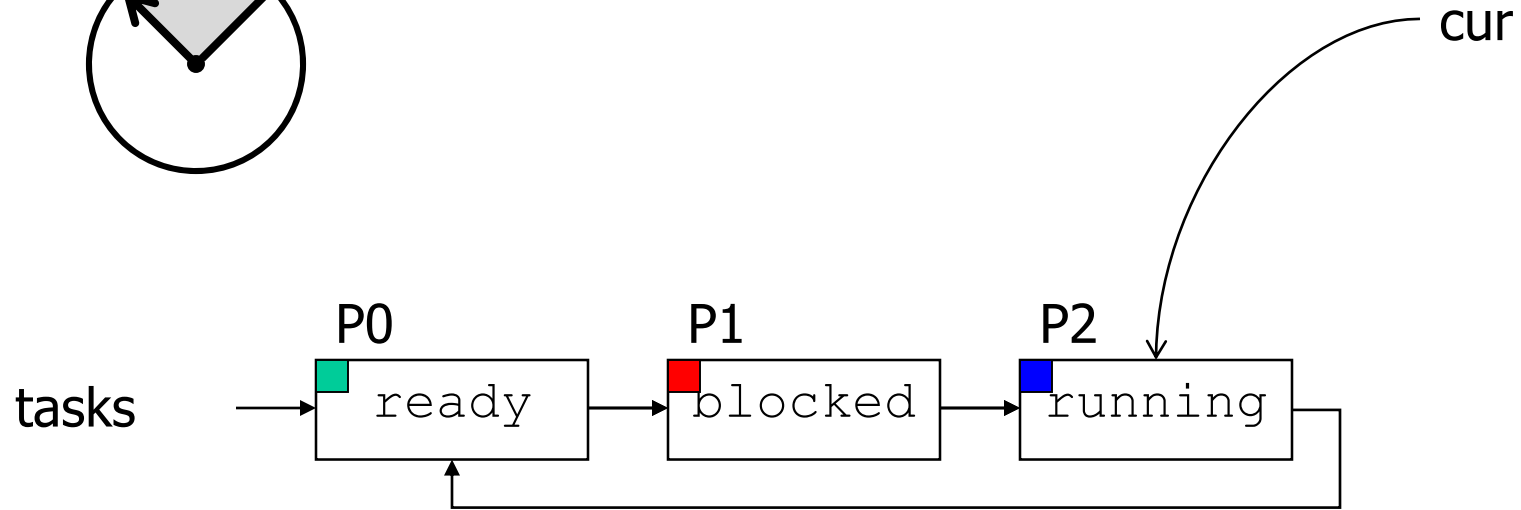 cur
P0
P1
P2
tasks
ready
blocked
running